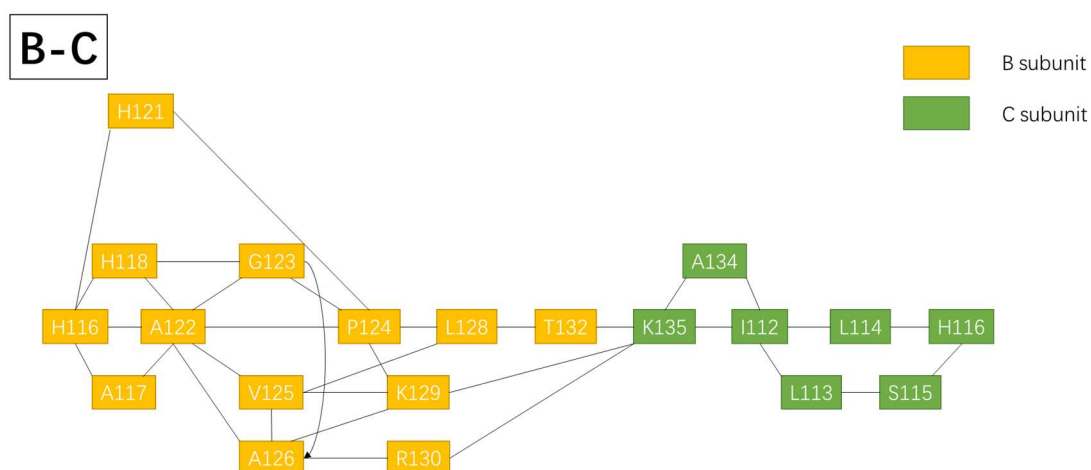 B-C
B subunit
C subunit
H121
H118
G123
A134
H116
A122
P124
L128
T132
K135
I112
L114
H116
A117
V125
K129
L113
S115
A126
R130